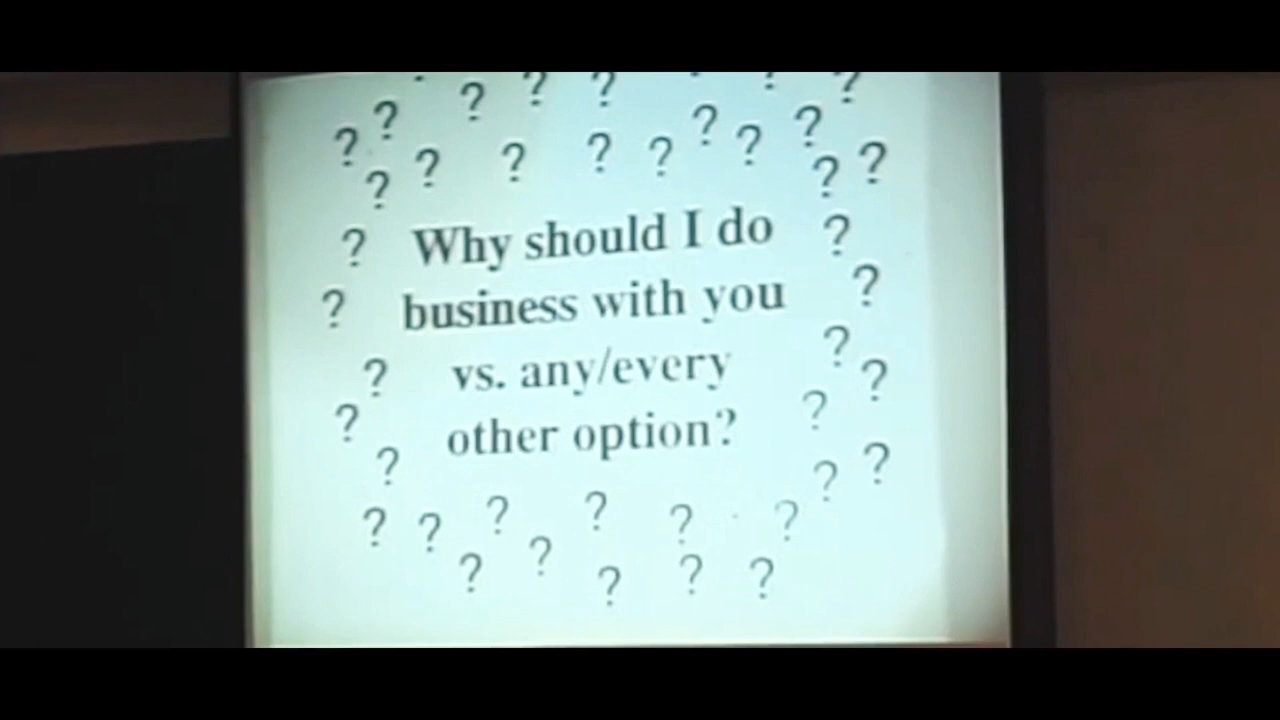 ? ? ? ? ? ?
? ? ? ? ?
? ? ? ? ? ? ?
? ?
? Why should I do ?
? business with you ?
? vs. any/every ? ?
? other option? ?
? ? ?
? ? ? ? ? ?
? ? ? ? ?